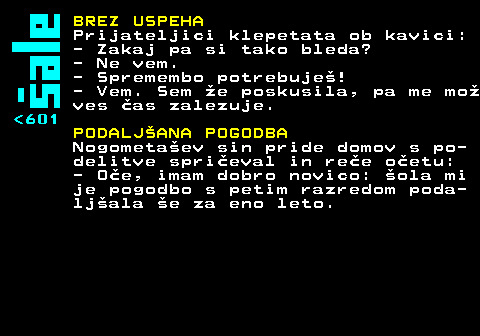 šale
<601
BREZ USPEHA
Prijateljici klepetata ob kavici:
- Zakaj pa si tako bleda?
- Ne vem.
- Spremembo potrebuješ!
- Vem. Sem že poskusila, pa me mož
ves čas zalezuje.
PODALJŠANA POGODBA
Nogometašev sin pride domov s po-
delitve spričeval in reče očetu:
- Oče, imam dobro novico: šola mi
je pogodbo s petim razredom poda-
ljšala še za eno leto.